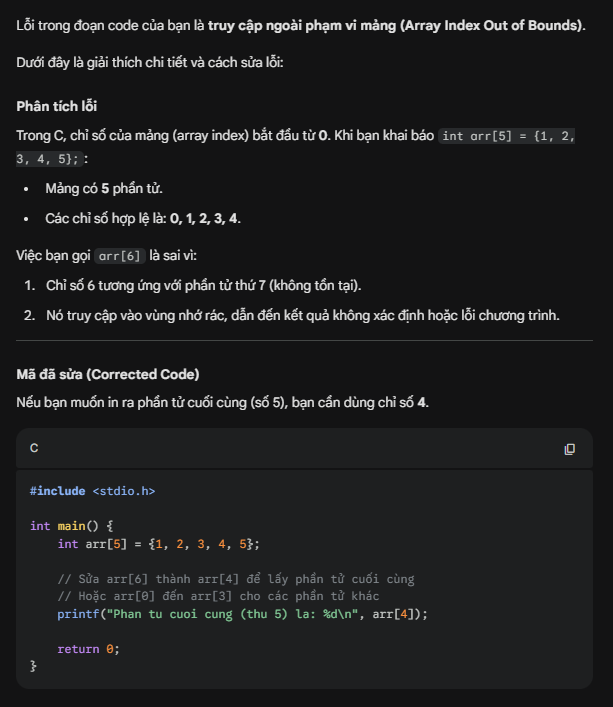 Lỗi trong đoạn code của bạn là truy cập ngoài phạm vi mảng (Array Index Out of Bounds).
Dưới đây là giải thích chi tiết và cách sửa lỗi:
Phân tích lỗi
Trong C, chỉ số của mảng (array index) bắt đầu từ 0. Khi bạn khai báo int arr[5] = {1, 2,
3, 4, 5}; :
• Mảng có 5 phần tử.
• Các chỉ số hợp lệ là: 0, 1, 2, 3, 4.
Việc bạn gọi arr[6] là sai vì:
1. Chỉ số 6 tương ứng với phần tử thứ 7 (không tồn tại).
2. Nó truy cập vào vùng nhớ rác, dẫn đến kết quả không xác định hoặc lỗi chương trình.
Mã đã sửa (Corrected Code)
Nếu bạn muốn in ra phần tử cuối cùng (số 5), bạn cần dùng chỉ số 4.
C
#include <stdio.h>
int main() {
    int arr[5] = {1, 2, 3, 4, 5};
    // Sửa arr[6] thành arr[4] để lấy phần tử cuối cùng
    // Hoặc arr[0] đến arr[3] cho các phần tử khác
    printf("Phan tu cuoi cung (thu 5) la: %d\n", arr[4]);
    return 0;
}